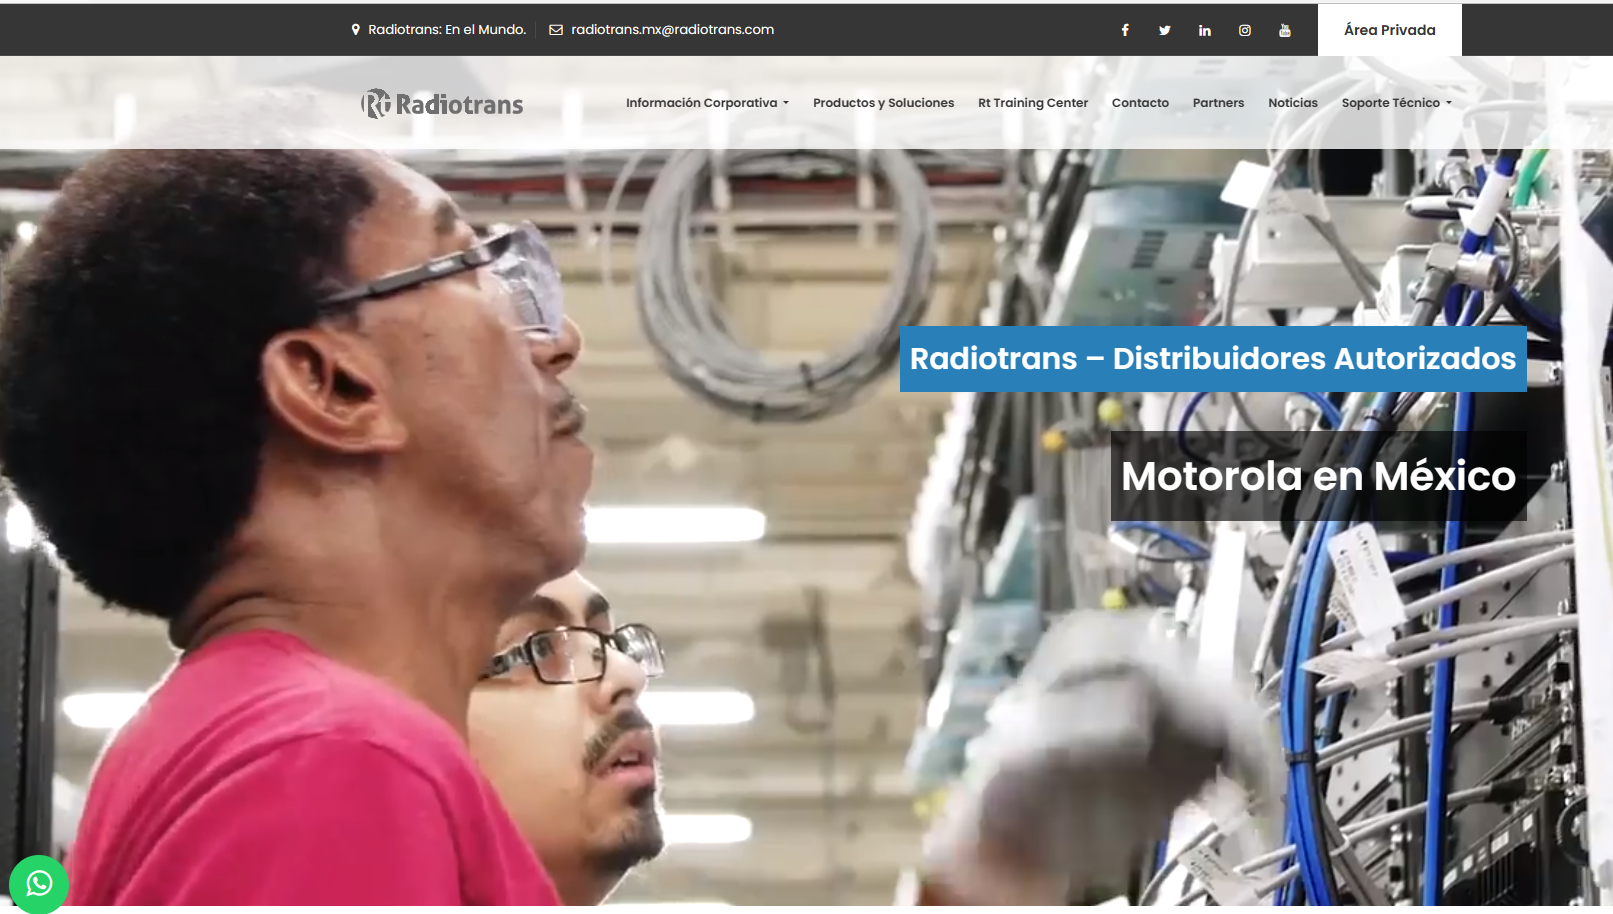 Radiotrans: En el Mundo.
radiotrans.mx@radiotrans.com
Área Privada
Rt Radiotrans
Información Corporativa
Productos y Soluciones
Rt Training Center
Contacto
Partners
Noticias
Soporte Técnico
Radiotrans – Distribuidores Autorizados
Motorola en México